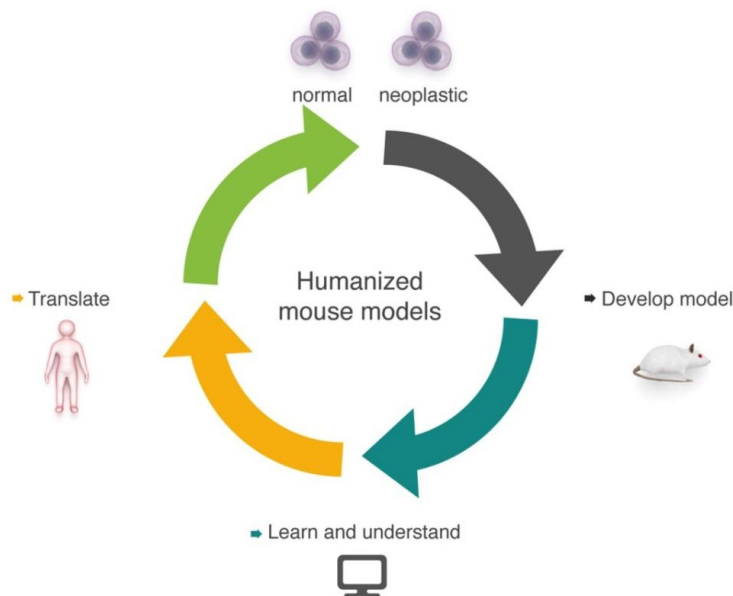 normal neoplastic
Humanized
mouse models
Translate
Develop model
Learn and understand